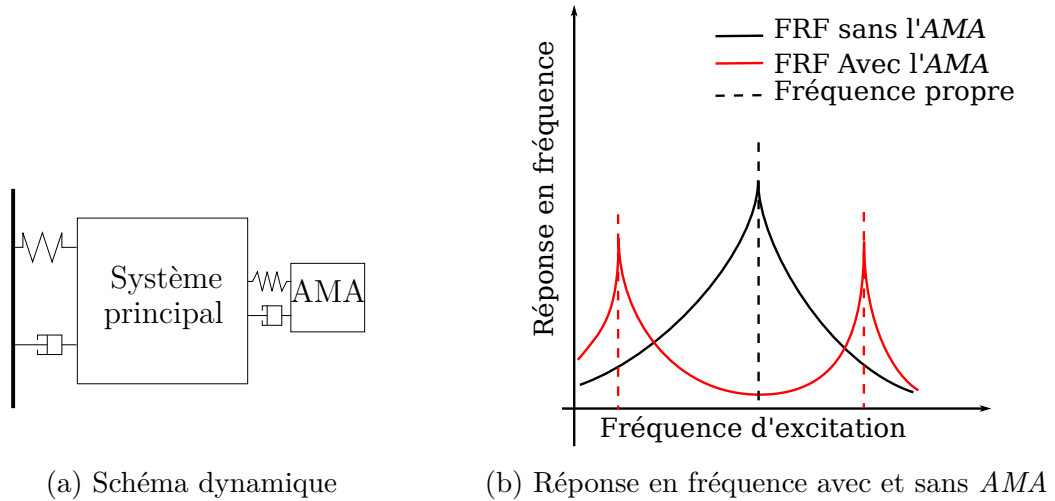 Système
principal
AMA
(a) Schéma dynamique
FRF sans l'AMA
FRF Avec l'AMA
Fréquence propre
Réponse en fréquence
Fréquence d'excitation
(b) Réponse en fréquence avec et sans AMA